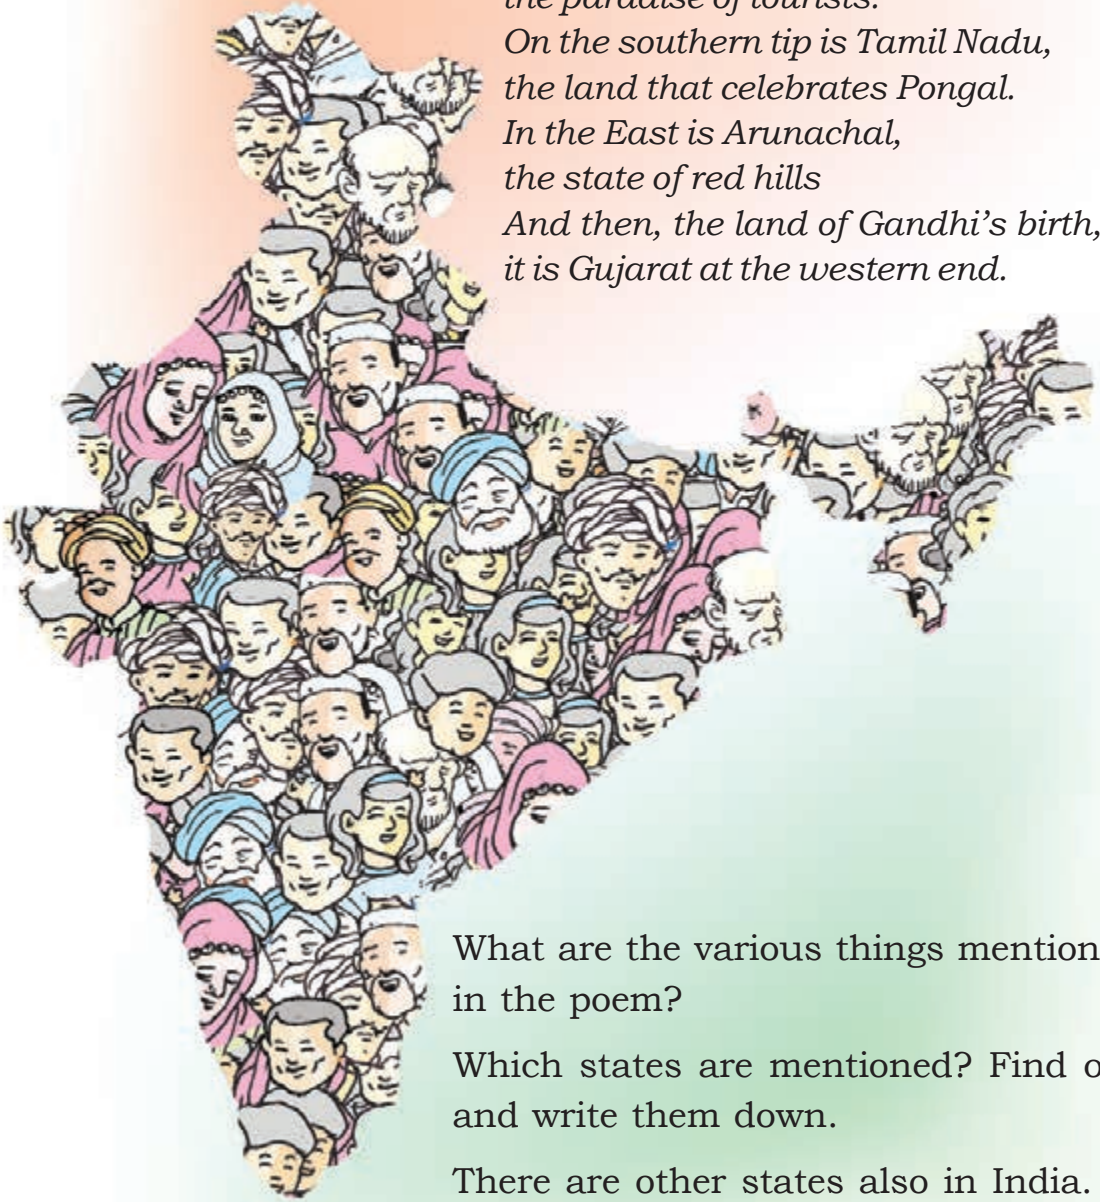 the paradise of tourists.
On the southern tip is Tamil Nadu,
the land that celebrates Pongal.
In the East is Arunachal,
the state of red hills
And then, the land of Gandhi's birth,
it is Gujarat at the western end.
What are the various things mention
in the poem?
Which states are mentioned? Find o
and write them down.
There are other states also in India.